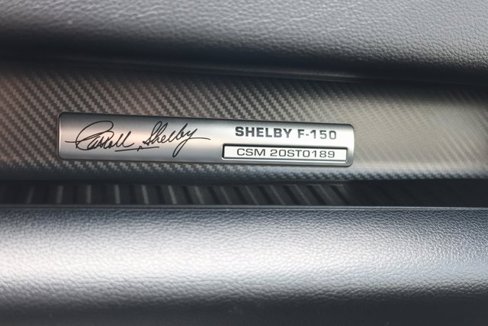 Carroll Shelby
SHELBY F-150
CSM 20ST0189